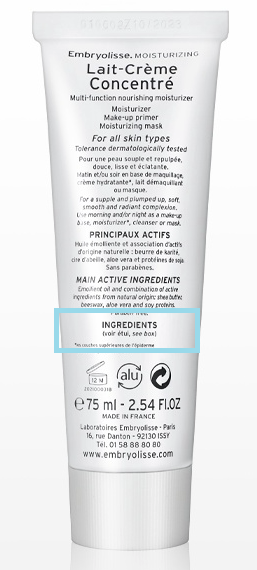 Embryolisse. MOISTURIZING
Lait-Crème
Concentré
Multi-function nourishing moisturizer
Moisturizer
Make-up primer
Moisturizing mask
For all skin types
Tolerance dermatologically tested
Pour une peau souple et repulpée,
douce, lisse et éclatante.
Matin et/ou soir en base de maquillage,
crème hydratante*, lait démaquillant
ou masque.
For a supple and plumped up, soft,
smooth and radiant complexion.
Use morning and/or night as a make-up
base, moisturizer*, cleanser or mask.
PRINCIPAUX ACTIFS
Huile émolliente et association d'actifs
d'origine naturelle : beurre de karité,
cire d'abeille, aloe vera et protéines de soja.
Sans parabènes.
MAIN ACTIVE INGREDIENTS
Emollient oil and combination of active
ingredients from natural origin: shea butter,
beeswax, aloe vera and soy proteins.
Paraben free.
INGREDIENTS
(voir étui, see box)
*les couches supérieures de l'épiderme
12 M
alu
℮ 75 ml - 2.54 Fl.OZ
MADE IN FRANCE
Laboratoires Embryolisse - Paris
16, rue Danton - 92130 ISSY
Tél. 01 58 88 80 80
www.embryolisse.com